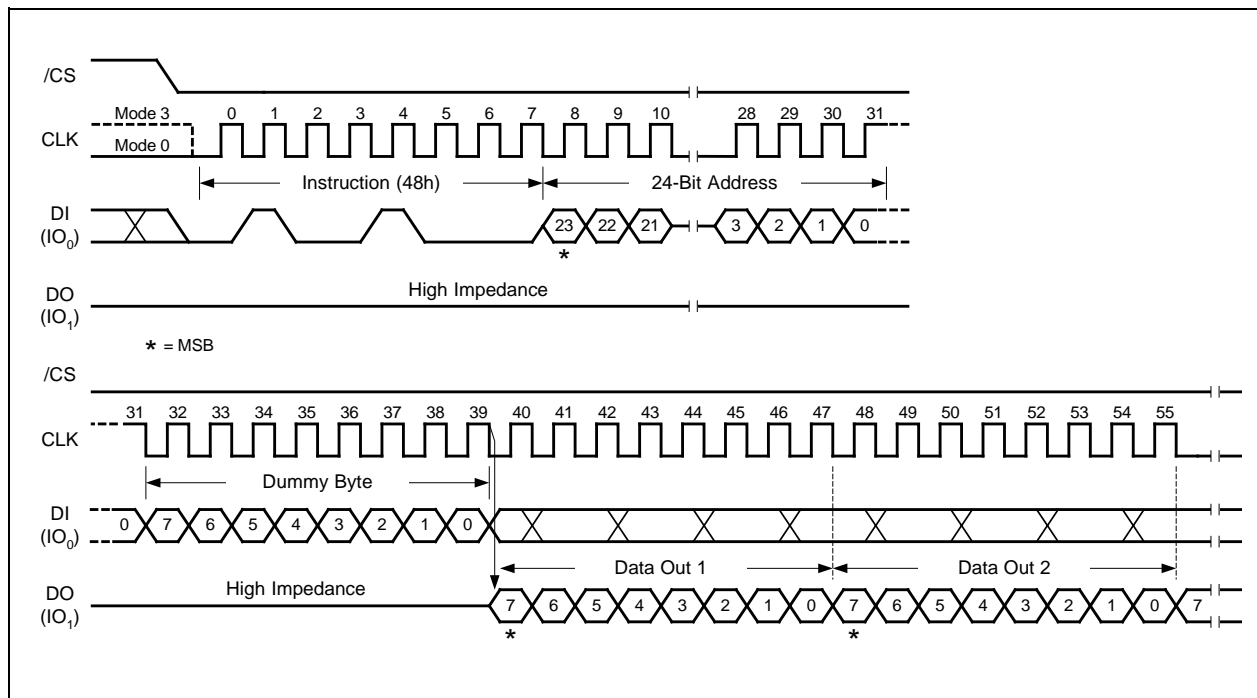 /CS
Mode 3 0 1 2 3 4 5 6 7 8 9 10 28 29 30 31
CLK
Mode 0
Instruction (48h) 24-Bit Address
DI
(IO0)
23 22 21 3 2 1 0
*
High Impedance
DO
(IO1)
* = MSB
/CS
31 32 33 34 35 36 37 38 39 40 41 42 43 44 45 46 47 48 49 50 51 52 53 54 55
CLK
Dummy Byte
DI
(IO0)
0 7 6 5 4 3 2 1 0
Data Out 1 Data Out 2
High Impedance
DO
(IO1)
7 6 5 4 3 2 1 0 7 6 5 4 3 2 1 0 7
* *